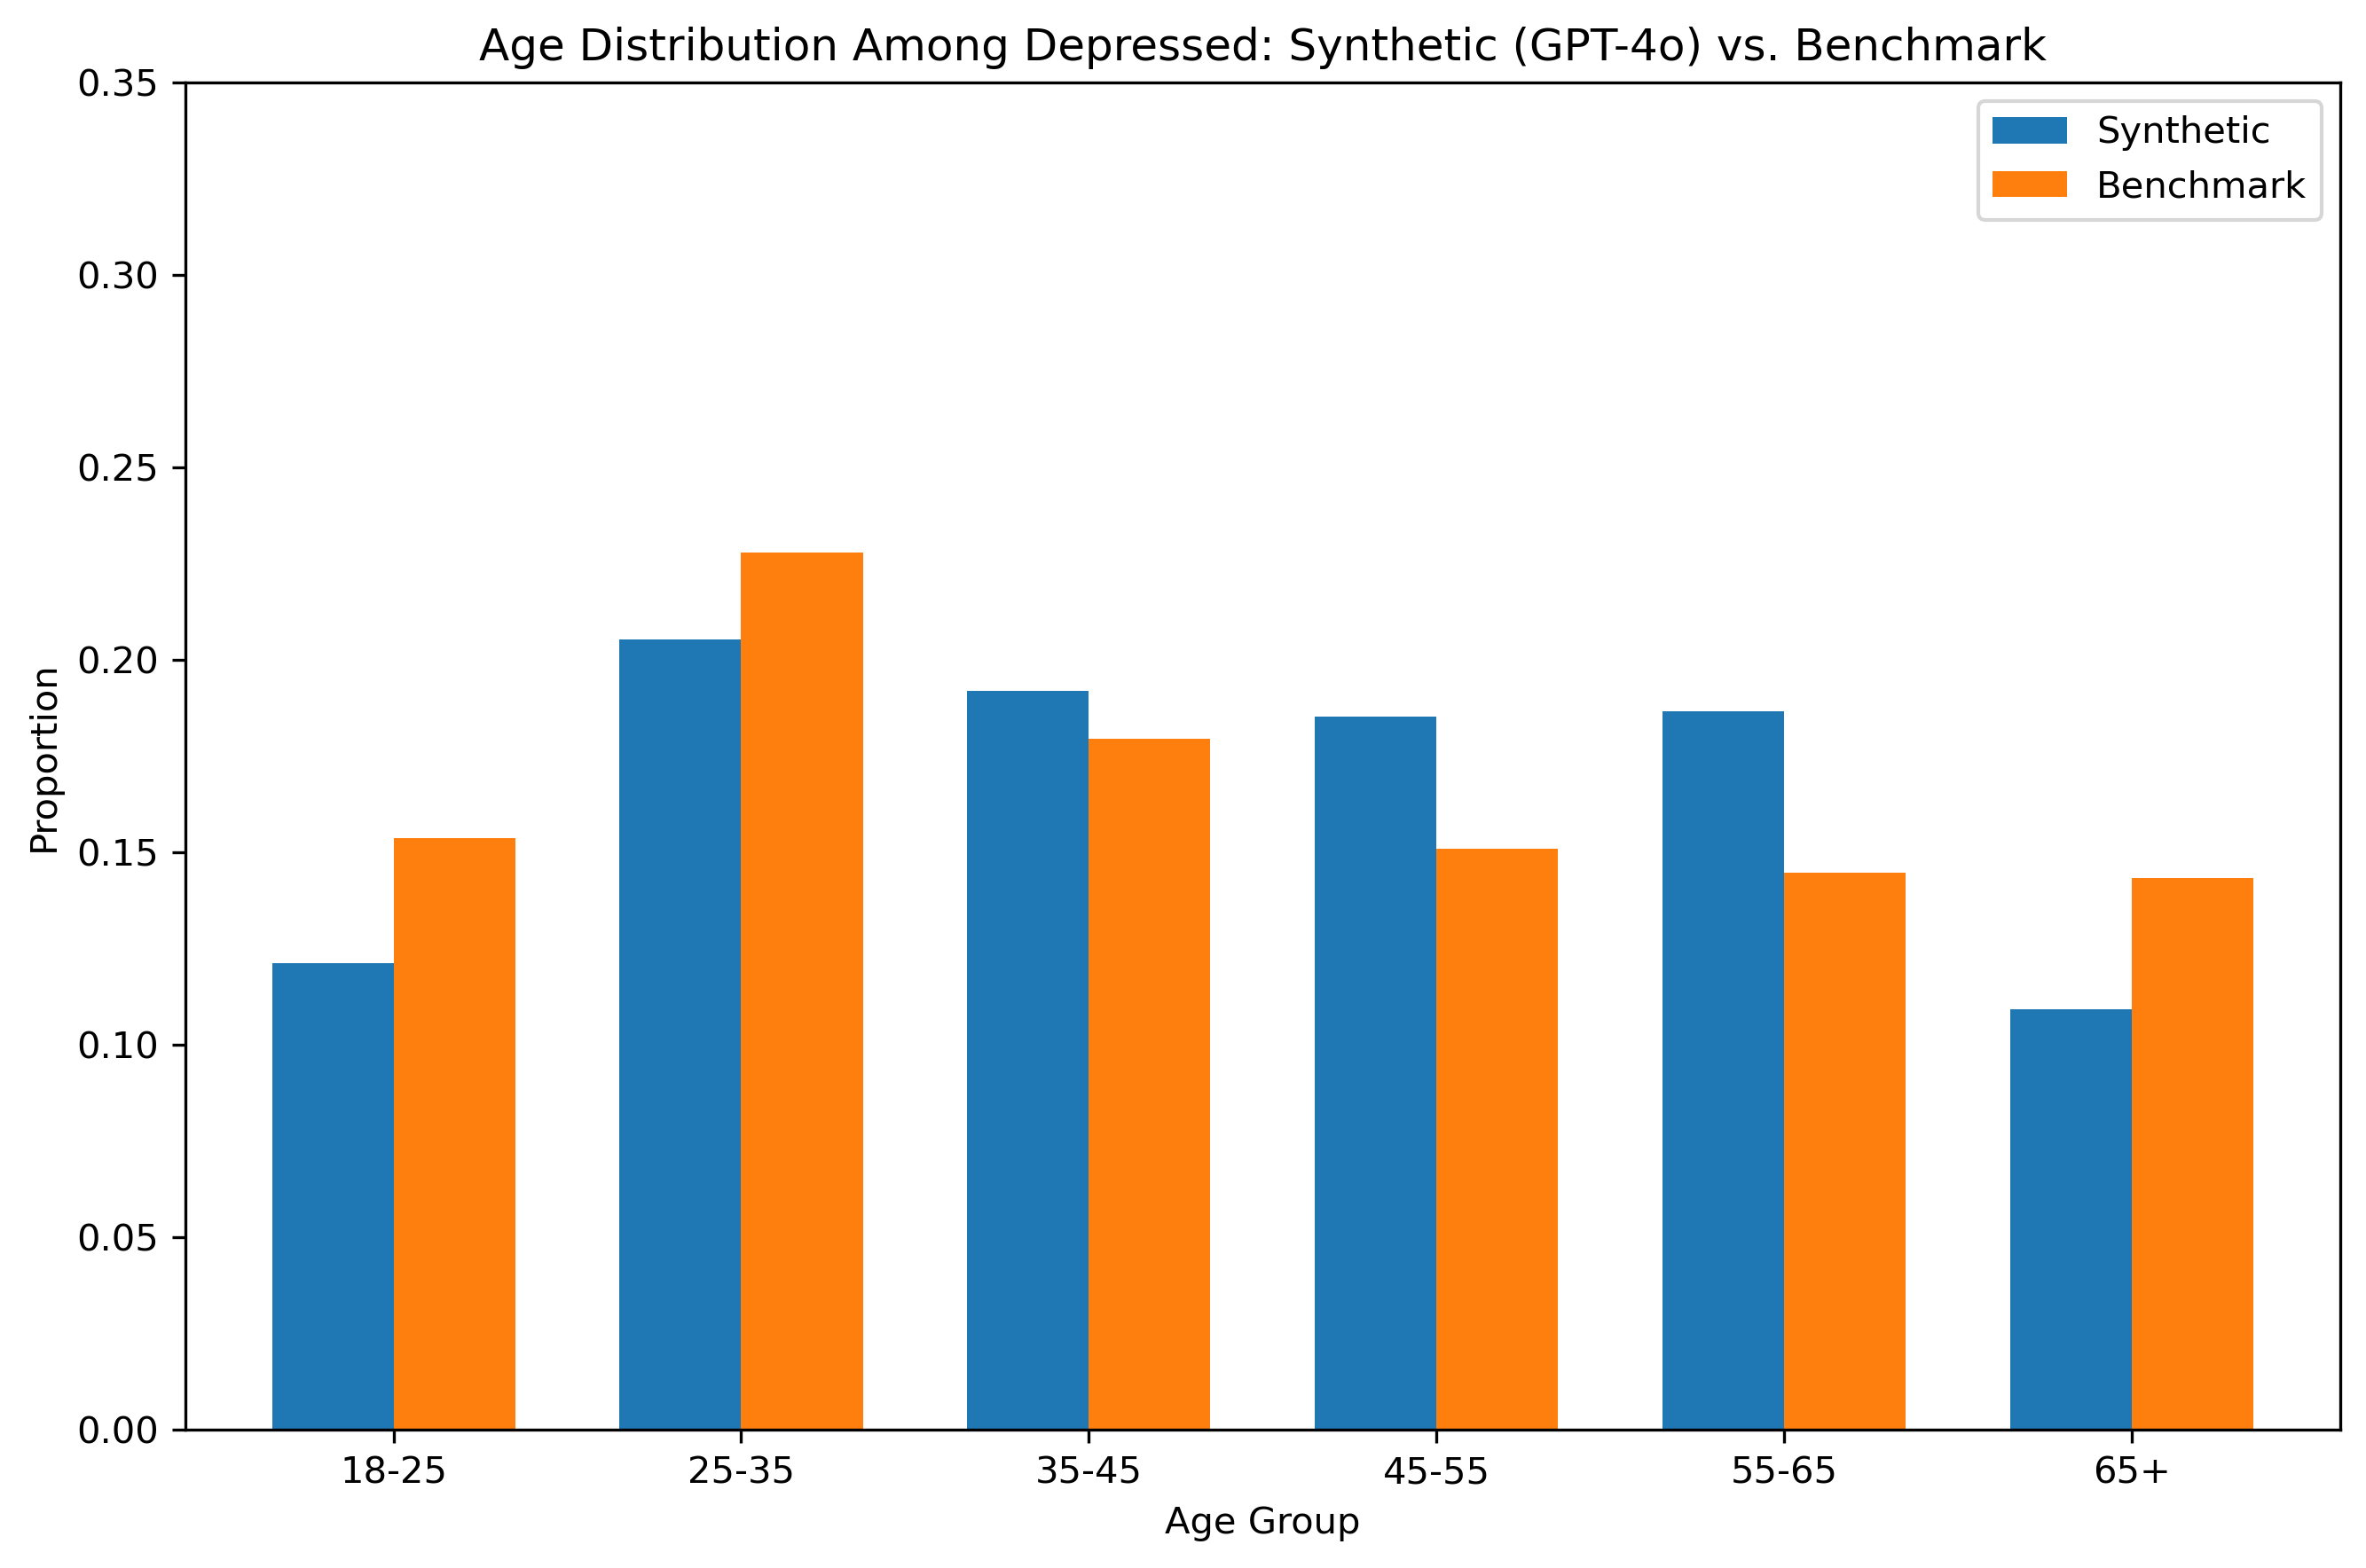 Age Distribution Among Depressed: Synthetic (GPT-4o) vs. Benchmark
Synthetic
Benchmark
Proportion
0.35
0.30
0.25
0.20
0.15
0.10
0.05
0.00
18-25
25-35
35-45
45-55
55-65
65+
Age Group